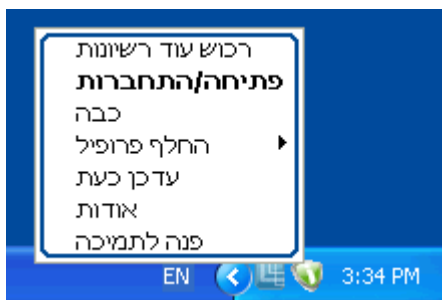 רכוש עוד רשיונות
פתיחה/התחברות
כבה
החלף פרופיל
עדכן כעת
אודות
פנה לתמיכה
EN 3:34 PM